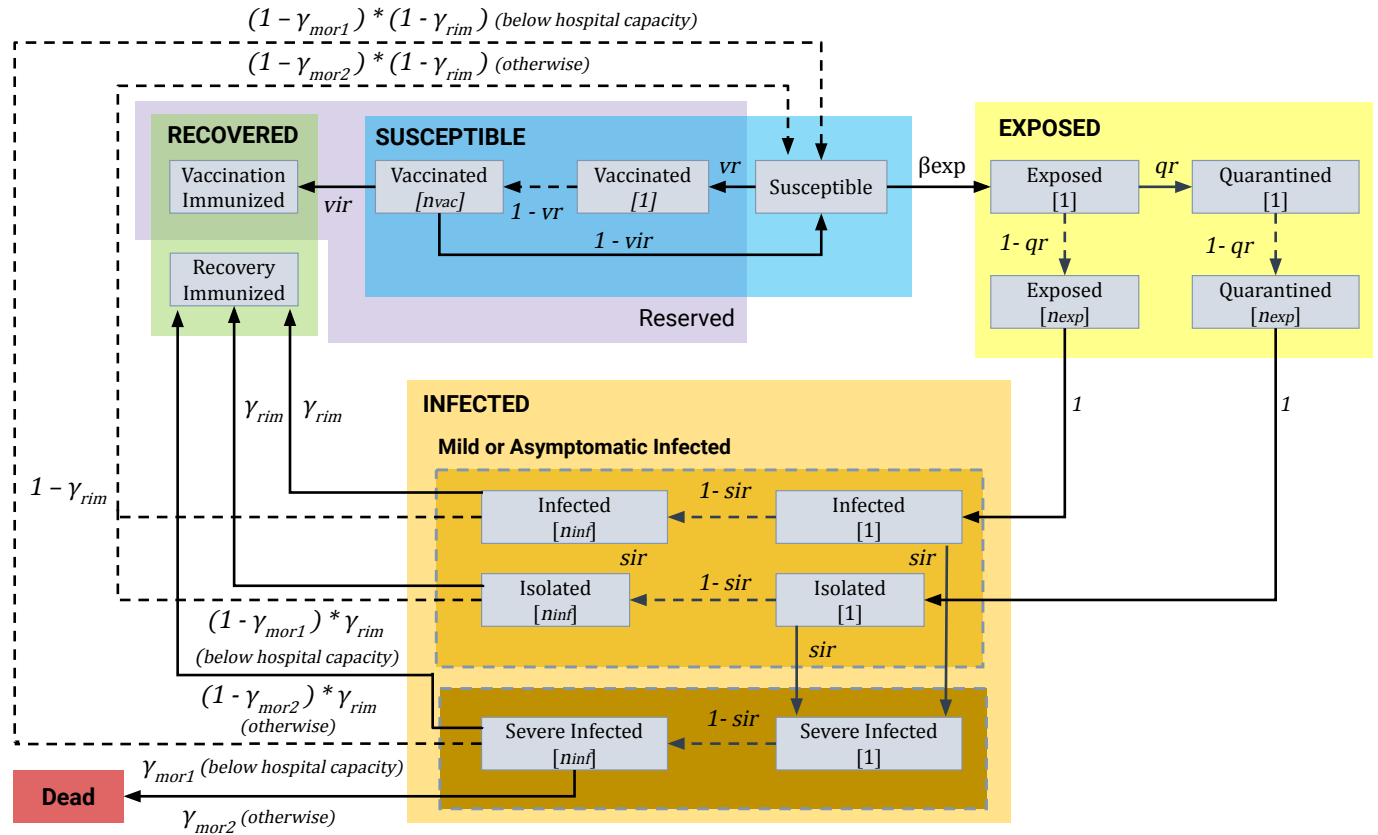 (1 – γmor1) * (1 - γrim) (below hospital capacity)
(1 – γmor2) * (1 - γrim) (otherwise)
RECOVERED
SUSCEPTIBLE
EXPOSED
Vaccination
Immunized
vir
Vaccinated
[nvac]
1 - vr
Vaccinated
[1]
vr
Susceptible
βexp
Exposed
[1]
qr
Quarantined
[1]
1 - vir
1- qr
1- qr
Recovery
Immunized
Exposed
[nexp]
Quarantined
[nexp]
Reserved
1
1
INFECTED
γrim
γrim
Mild or Asymptomatic Infected
1 – γrim
Infected
[ninf]
1- sir
Infected
[1]
sir
sir
Isolated
[ninf]
1- sir
Isolated
[1]
sir
(1 - γmor1) * γrim
(below hospital capacity)
(1 - γmor2) * γrim
(otherwise)
Severe Infected
[ninf]
1- sir
Severe Infected
[1]
γmor1 (below hospital capacity)
Dead
γmor2 (otherwise)